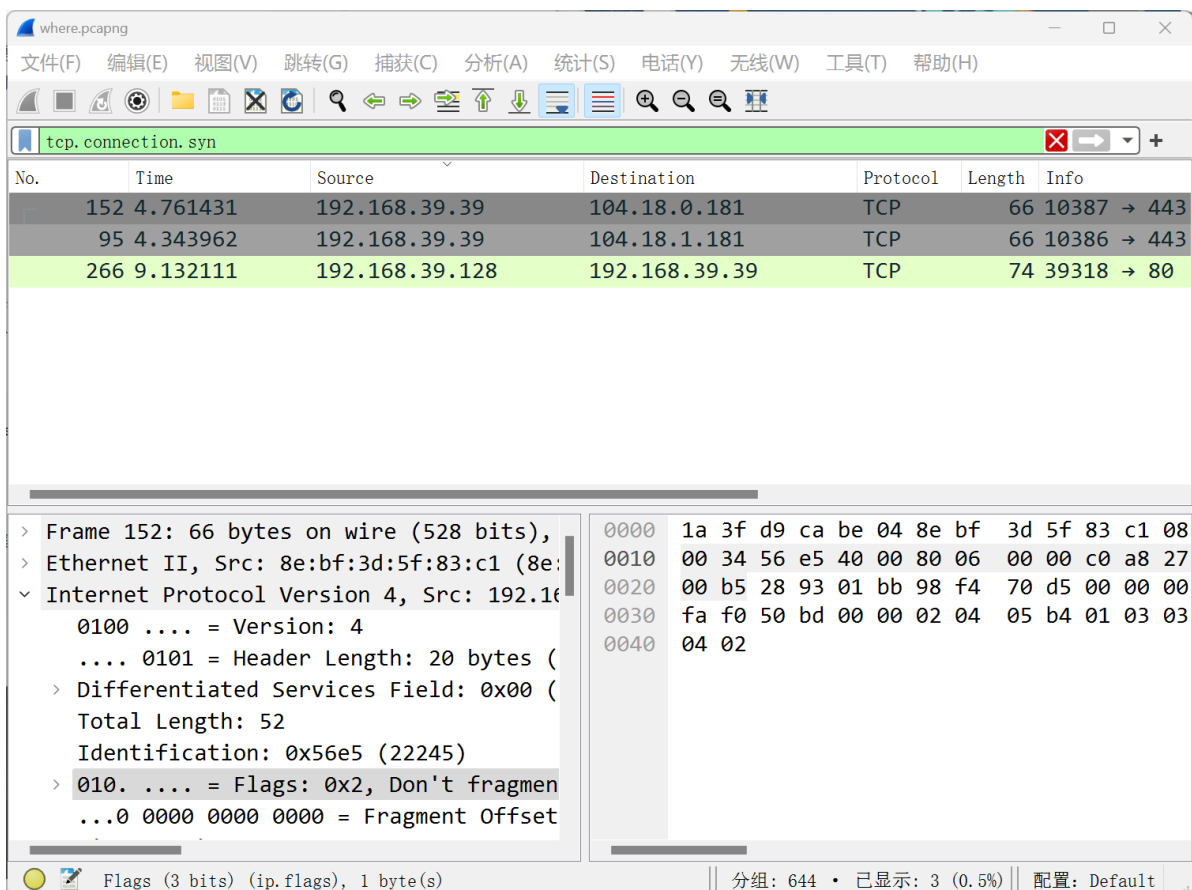 where.pcapng
文件(F) 编辑(E) 视图(V) 跳转(G) 捕获(C) 分析(A) 统计(S) 电话(Y) 无线(W) 工具(T) 帮助(H)
tcp.connection.syn
No. Time Source Destination Protocol Length Info
152 4.761431 192.168.39.39 104.18.0.181 TCP 66 10387 → 443
95 4.343962 192.168.39.39 104.18.1.181 TCP 66 10386 → 443
266 9.132111 192.168.39.128 192.168.39.39 TCP 74 39318 → 80
Frame 152: 66 bytes on wire (528 bits),
Ethernet II, Src: 8e:bf:3d:5f:83:c1 (8e:
Internet Protocol Version 4, Src: 192.16
0100 .... = Version: 4
.... 0101 = Header Length: 20 bytes (
Differentiated Services Field: 0x00 (
Total Length: 52
Identification: 0x56e5 (22245)
010. .... = Flags: 0x2, Don't fragmen
...0 0000 0000 0000 = Fragment Offset
0000 1a 3f d9 ca be 04 8e bf 3d 5f 83 c1 08
0010 00 34 56 e5 40 00 80 06 00 00 c0 a8 27
0020 00 b5 28 93 01 bb 98 f4 70 d5 00 00 00
0030 fa f0 50 bd 00 00 02 04 05 b4 01 03 03
0040 04 02
Flags (3 bits) (ip.flags), 1 byte(s) 分组: 644 • 已显示: 3 (0.5%) 配置: Default